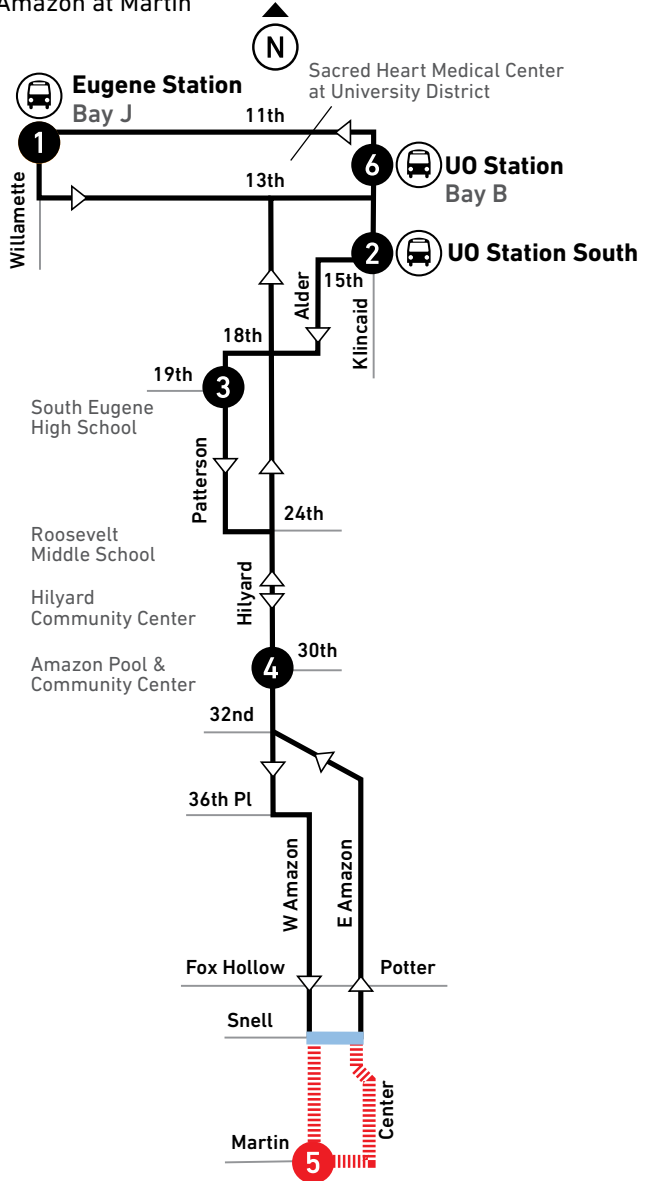 Amazon at Martin
N
Eugene Station
Bay J
Sacred Heart Medical Center
at University District
11th
1
6
UO Station
Bay B
13th
Willamette
2
UO Station South
15th
Alder
Klincaid
18th
19th
3
South Eugene
High School
Patterson
24th
Roosevelt
Middle School
Hilyard
Hilyard
Community Center
30th
4
Amazon Pool &
Community Center
32nd
36th Pl
W Amazon
E Amazon
Fox Hollow
Potter
Snell
Center
Martin
5